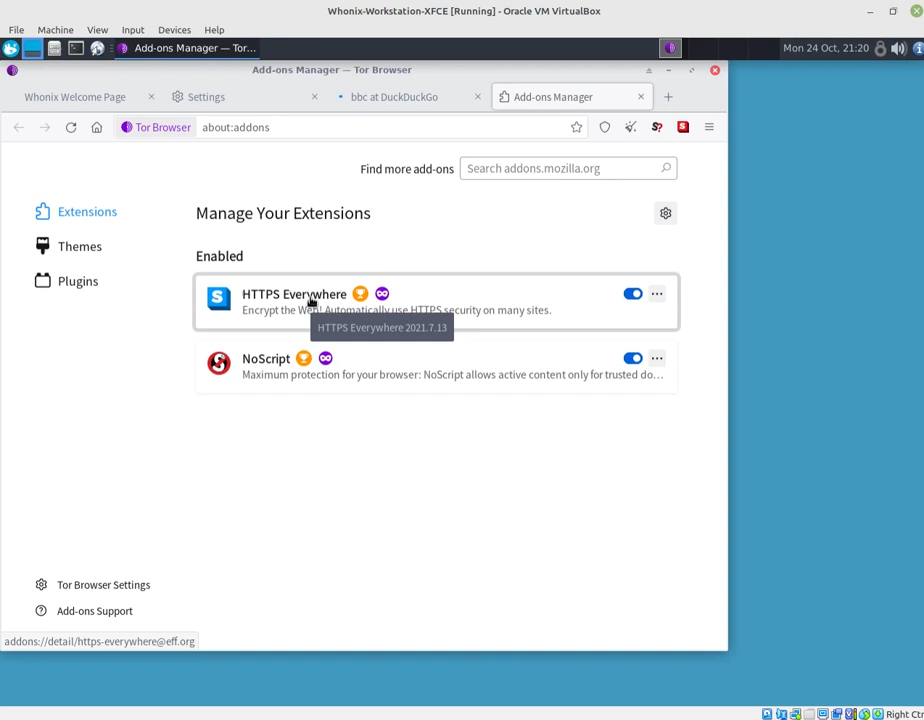 Whonix-Workstation-XFCE [Running] - Oracle VM VirtualBox
File Machine View Input Devices Help
Add-ons Manager — Tor... Mon 24 Oct, 21:20
Add-ons Manager — Tor Browser
Whonix Welcome Page Settings bbc at DuckDuckGo Add-ons Manager
Tor Browser about:addons
Find more add-ons Search addons.mozilla.org
Extensions
Themes
Plugins
Manage Your Extensions
Enabled
HTTPS Everywhere
Encrypt the Web! Automatically use HTTPS security on many sites.
HTTPS Everywhere 2021.7.13
NoScript
Maximum protection for your browser: NoScript allows active content only for trusted do...
Tor Browser Settings
Add-ons Support
addons://detail/https-everywhere@eff.org
Right Ctr